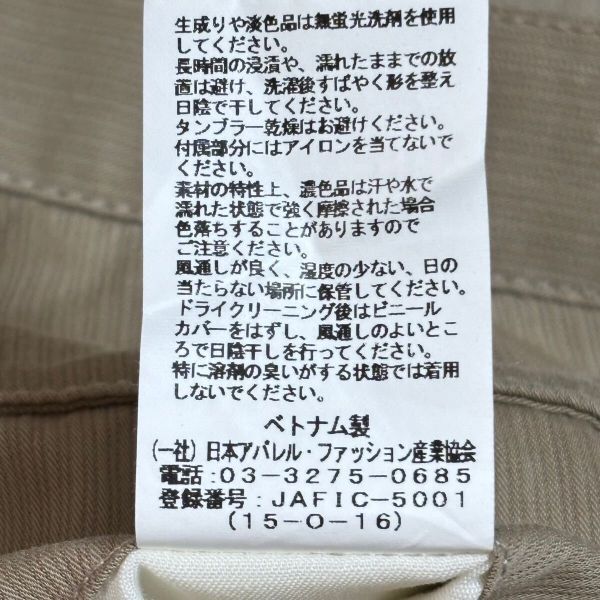 生成りや淡色品は無蛍光洗剤を使用
してください。
長時間の浸漬や、濡れたままでの放
置は避け、洗濯後すばやく形を整え
日陰で干してください。
タンブラー乾燥はお避けください。
付属部分にはアイロンを当てないで
ください。
素材の特性上、濃色品は汗や水で
濡れた状態で強く摩擦された場合
色落ちすることがありますので
ご注意ください。
風通しが良く、湿度の少ない、日の
当たらない場所に保管してください。
ドライクリーニング後はビニール
カバーをはずし、風通しのよいとこ
ろで日陰干しを行ってください。
特に溶剤の臭いがする状態では着用
しないでください。
ベトナム製
(一社)日本アパレル・ファッション産業協会
電話:03-3275-0685
登録番号:JAFIC-5001
(15-0-16)